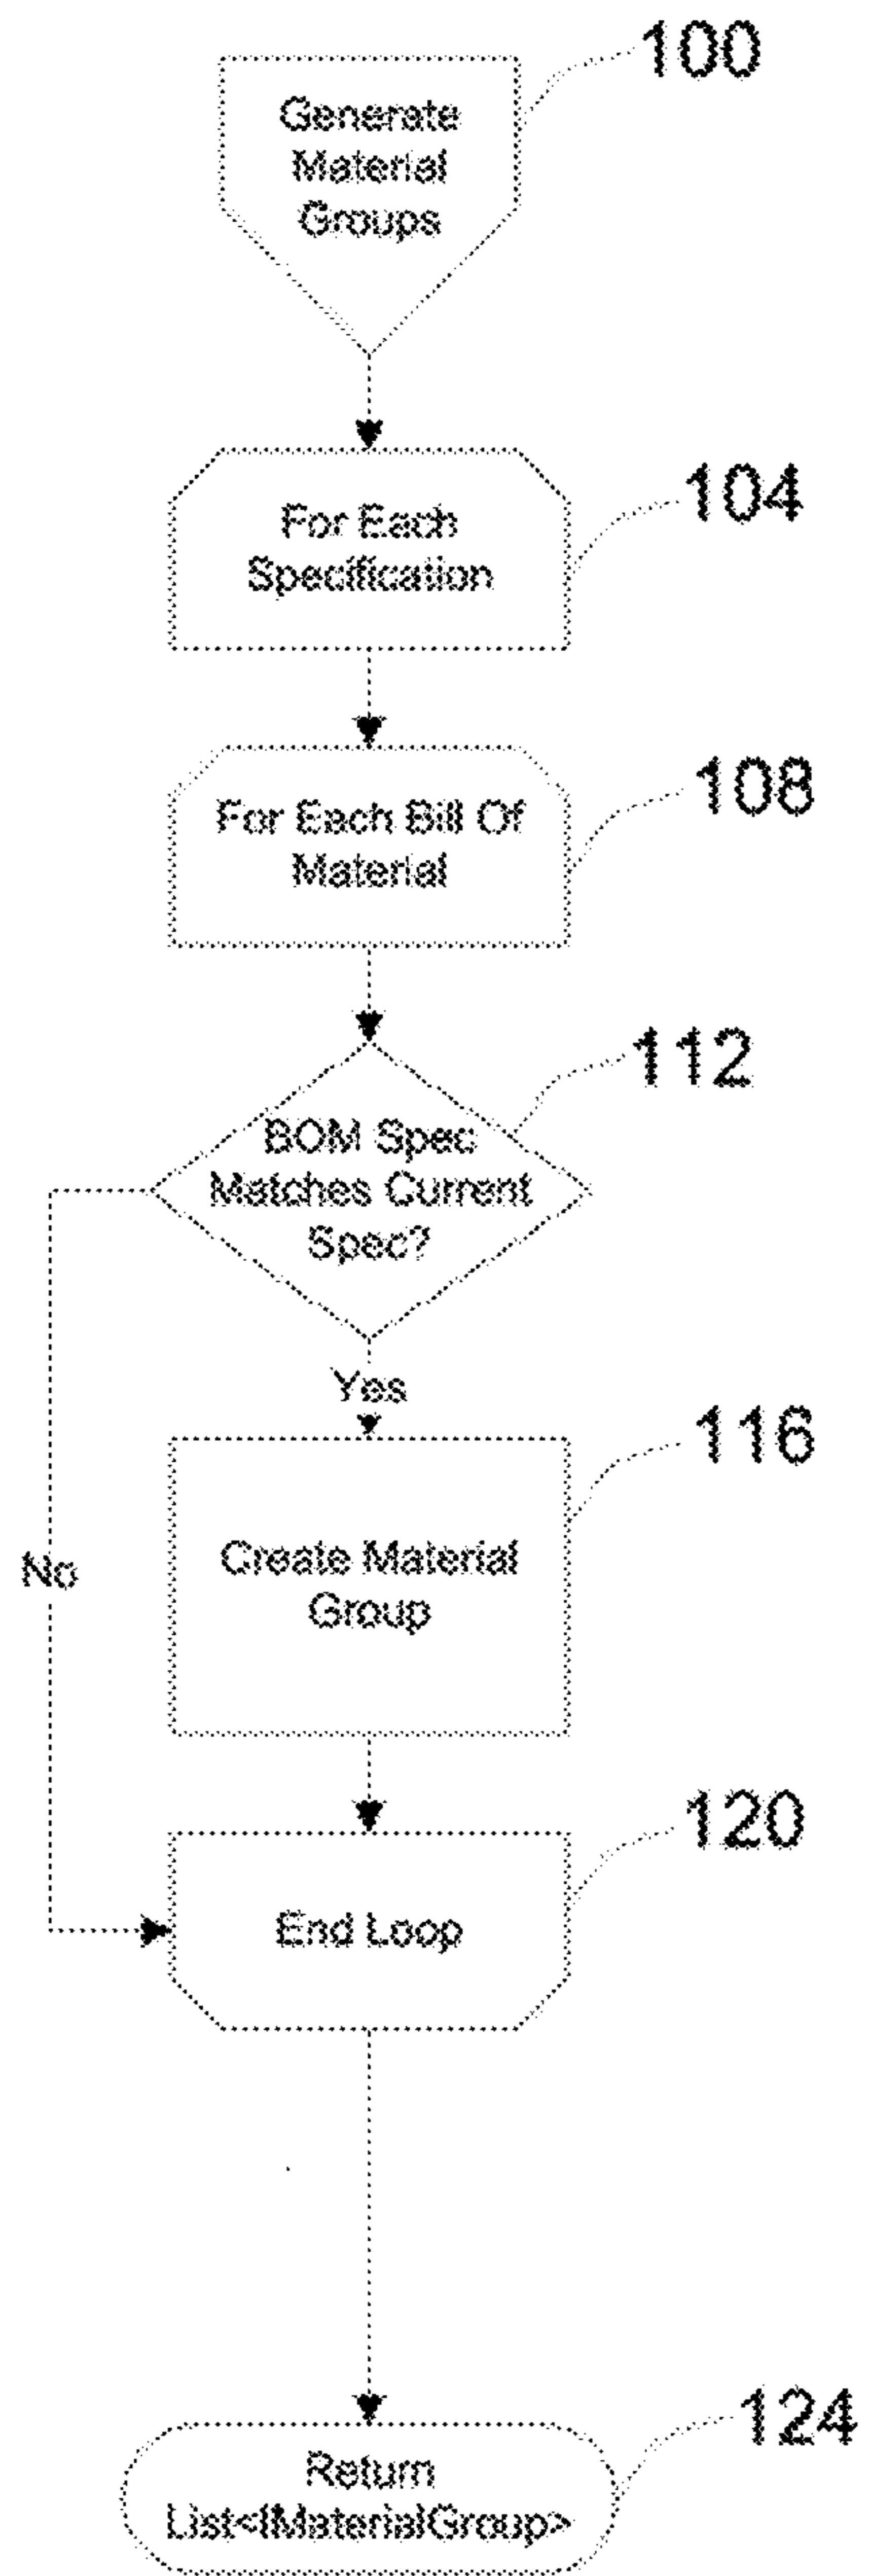 100
Generate
Material
Groups
104
For Each
Specification
108
For Each Bill Of
Material
112
BOM Spec
Matches Current
Spec?
Yes
116
Create Material
Group
No
120
End Loop
124
Return
List<IMaterialGroup>